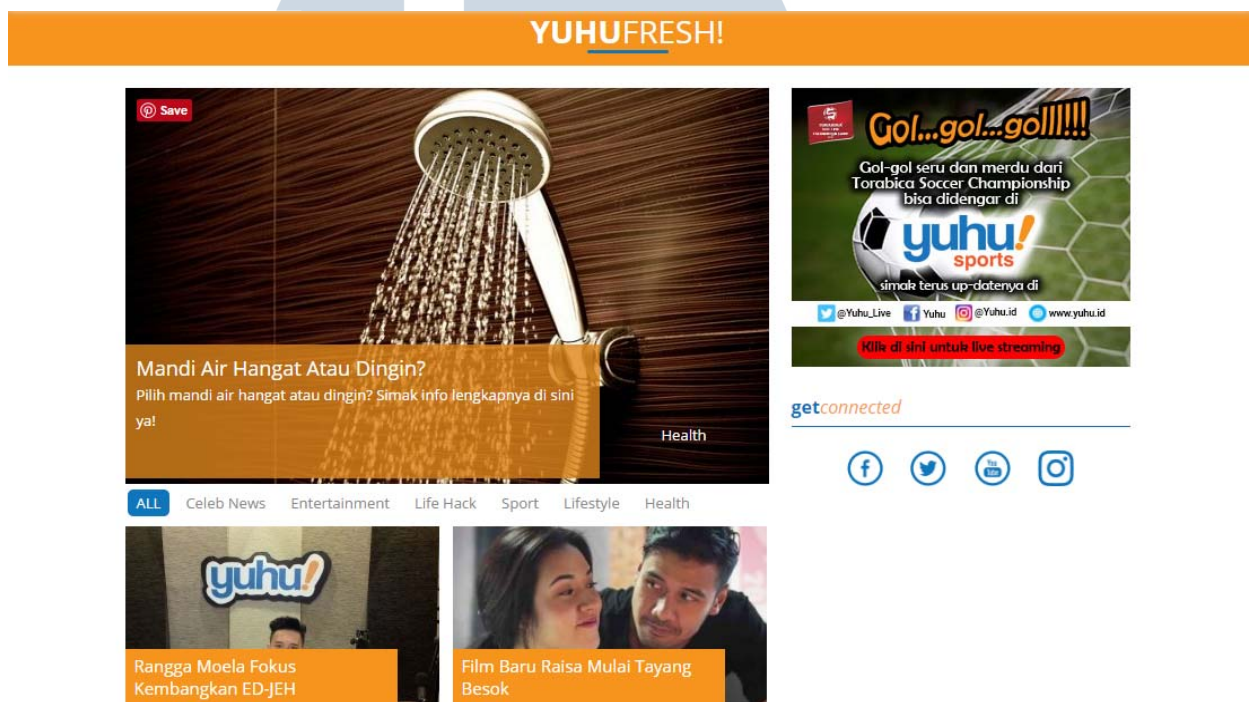 YUHUFRESH!
Save
Mandi Air Hangat Atau Dingin?
Pilih mandi air hangat atau dingin? Simak info lengkapnya di sini
ya!
Health
ALL Celeb News Entertainment Life Hack Sport Lifestyle Health
yuhu!
Rangga Moela Fokus
Kembangkan ED-JEH
Film Baru Raisa Mulai Tayang
Besok
Gol...gol...golll!!!
Gol-gol seru dan merdu dari
Torabica Soccer Championship
bisa didengar di
yuhu!
sports
simak terus up-datenya di
@Yuhu_Live Yuhu @Yuhu.id www.yuhu.id
Klik di sini untuk live streaming
getconnected
You
Tube